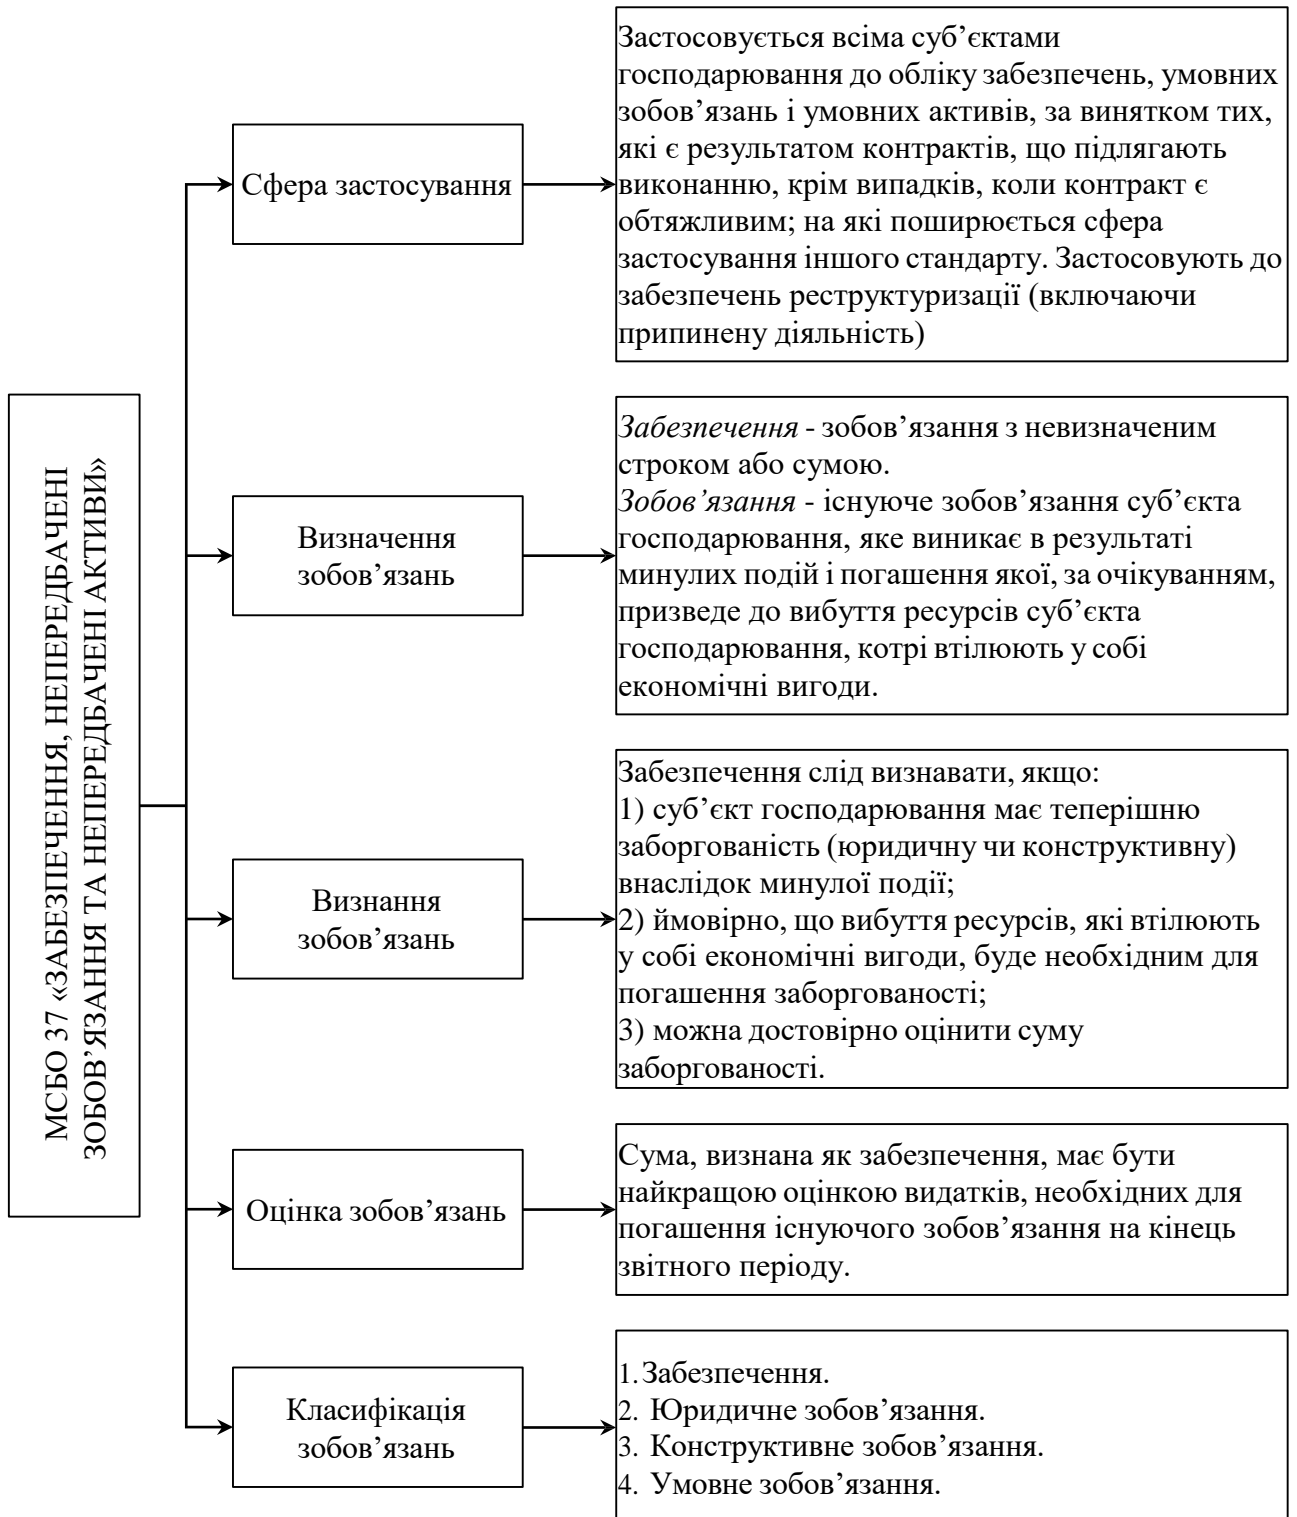 МСБО 37 «ЗАБЕЗПЕЧЕННЯ, НЕПЕРЕДБАЧЕНІ
ЗОБОВ’ЯЗАННЯ ТА НЕПЕРЕДБАЧЕНІ АКТИВИ»
Сфера застосування
Застосовується всіма суб’єктами
господарювання до обліку забезпечень, умовних
зобов’язань і умовних активів, за винятком тих,
які є результатом контрактів, що підлягають
виконанню, крім випадків, коли контракт є
обтяжливим; на які поширюється сфера
застосування іншого стандарту. Застосовують до
забезпечень реструктуризації (включаючи
припинену діяльність)
Визначення
зобов’язань
Забезпечення - зобов’язання з невизначеним
строком або сумою.
Зобов’язання - існуюче зобов’язання суб’єкта
господарювання, яке виникає в результаті
минулих подій і погашення якої, за очікуванням,
призведе до вибуття ресурсів суб’єкта
господарювання, котрі втілюють у собі
економічні вигоди.
Визнання
зобов’язань
Забезпечення слід визнавати, якщо:
1) суб’єкт господарювання має теперішню
заборгованість (юридичну чи конструктивну)
внаслідок минулої події;
2) ймовірно, що вибуття ресурсів, які втілюють
у собі економічні вигоди, буде необхідним для
погашення заборгованості;
3) можна достовірно оцінити суму
заборгованості.
Оцінка зобов’язань
Сума, визнана як забезпечення, має бути
найкращою оцінкою видатків, необхідних для
погашення існуючого зобов’язання на кінець
звітного періоду.
Класифікація
зобов’язань
1. Забезпечення.
2. Юридичне зобов’язання.
3. Конструктивне зобов’язання.
4. Умовне зобов’язання.